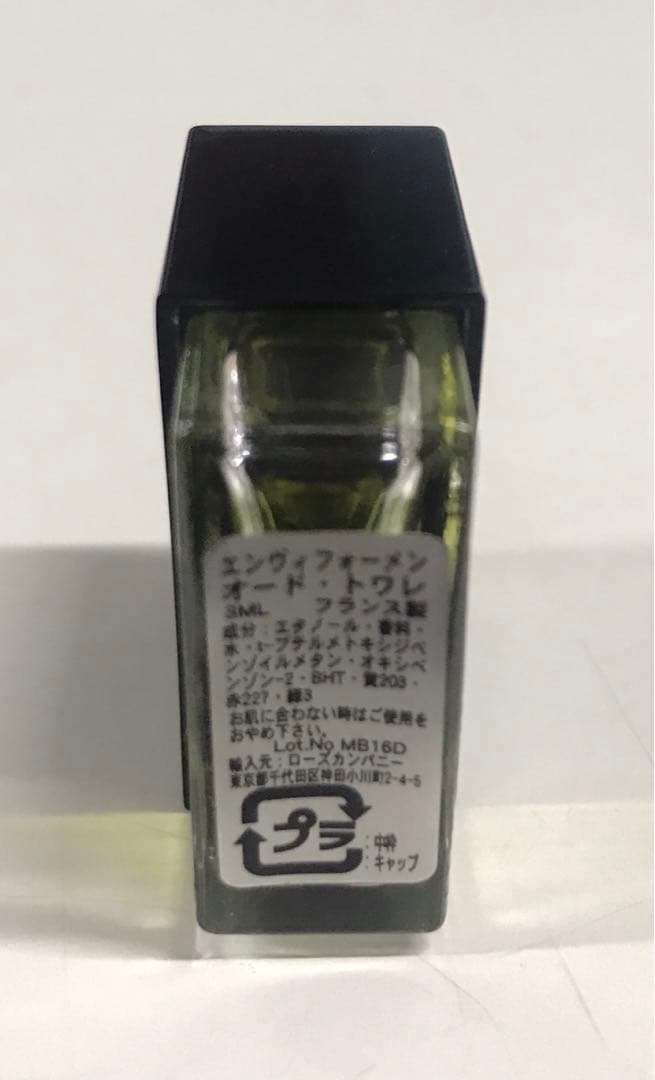 エンヴィフォーメン
オード・トワレ
3ML フランス製
成分：エタノール・香料・
水・t-ブチルメトキシジベ
ンゾイルメタン・オキシベ
ンゾン-2・BHT・黄203・
赤227・緑3
お肌に合わない時はご使用を
おやめ下さい。
Lot.No MB16D
輸入元：ローズカンパニー
東京都千代田区神田小川町2-4-5
プラ
：中枠
：キャップ